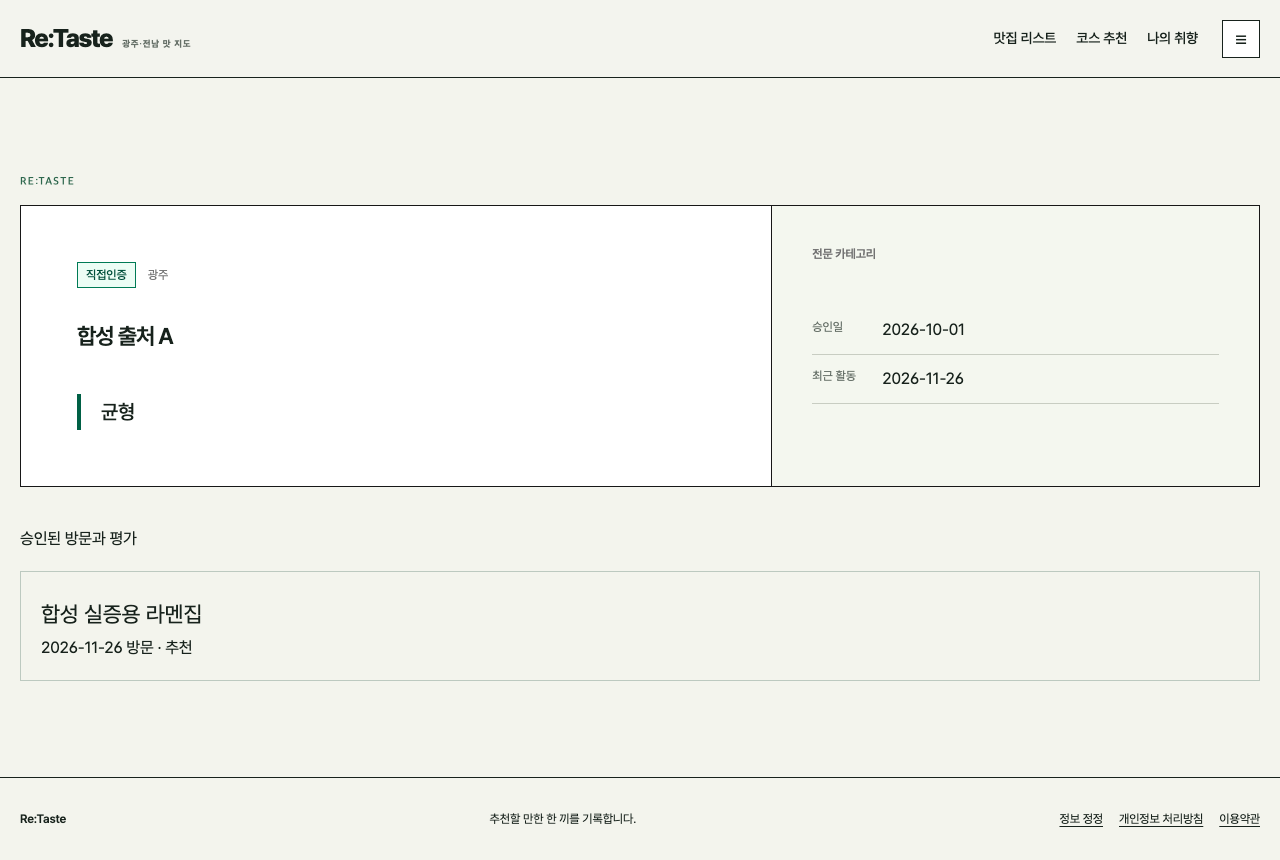 Re:Taste 광주·전남 맛 지도
맛집 리스트 코스 추천 나의 취향
RE:TASTE
직접인증 광주
합성 출처 A
균형
전문 카테고리
승인일 2026-10-01
최근 활동 2026-11-26
승인된 방문과 평가
합성 실증용 라멘집
2026-11-26 방문 · 추천
Re:Taste
추천할 만한 한 끼를 기록합니다.
정보 정정 개인정보 처리방침 이용약관